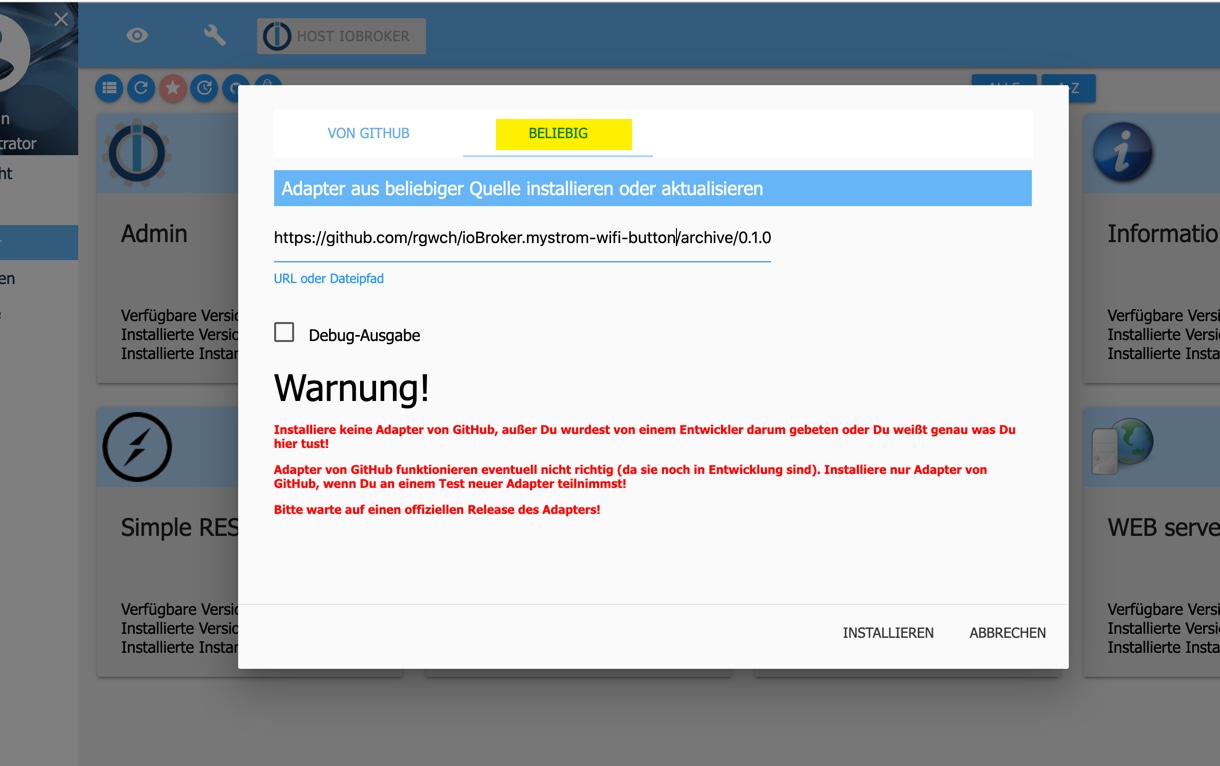 HOST IOBROKER
n
trator
ht
en
ALLE
A-Z
VON GITHUB
BELIEBIG
Adapter aus beliebiger Quelle installieren oder aktualisieren
https://github.com/rgwch/ioBroker.mystrom-wifi-button/archive/0.1.0
URL oder Dateipfad
Debug-Ausgabe
Warnung!
Installiere keine Adapter von GitHub, außer Du wurdest von einem Entwickler darum gebeten oder Du weißt genau was Du
hier tust!
Adapter von GitHub funktionieren eventuell nicht richtig (da sie noch in Entwicklung sind). Installiere nur Adapter von
GitHub, wenn Du an einem Test neuer Adapter teilnimmst!
Bitte warte auf einen offiziellen Release des Adapters!
INSTALLIEREN
ABBRECHEN
Admin
Verfügbare Versio
Installierte Versio
Installierte Instan
Informatio
Verfügbare Versi
Installierte Versi
Installierte Insta
Simple RES
Verfügbare Versio
Installierte Versio
Installierte Instan
WEB serve
Verfügbare Versi
Installierte Versi
Installierte Insta